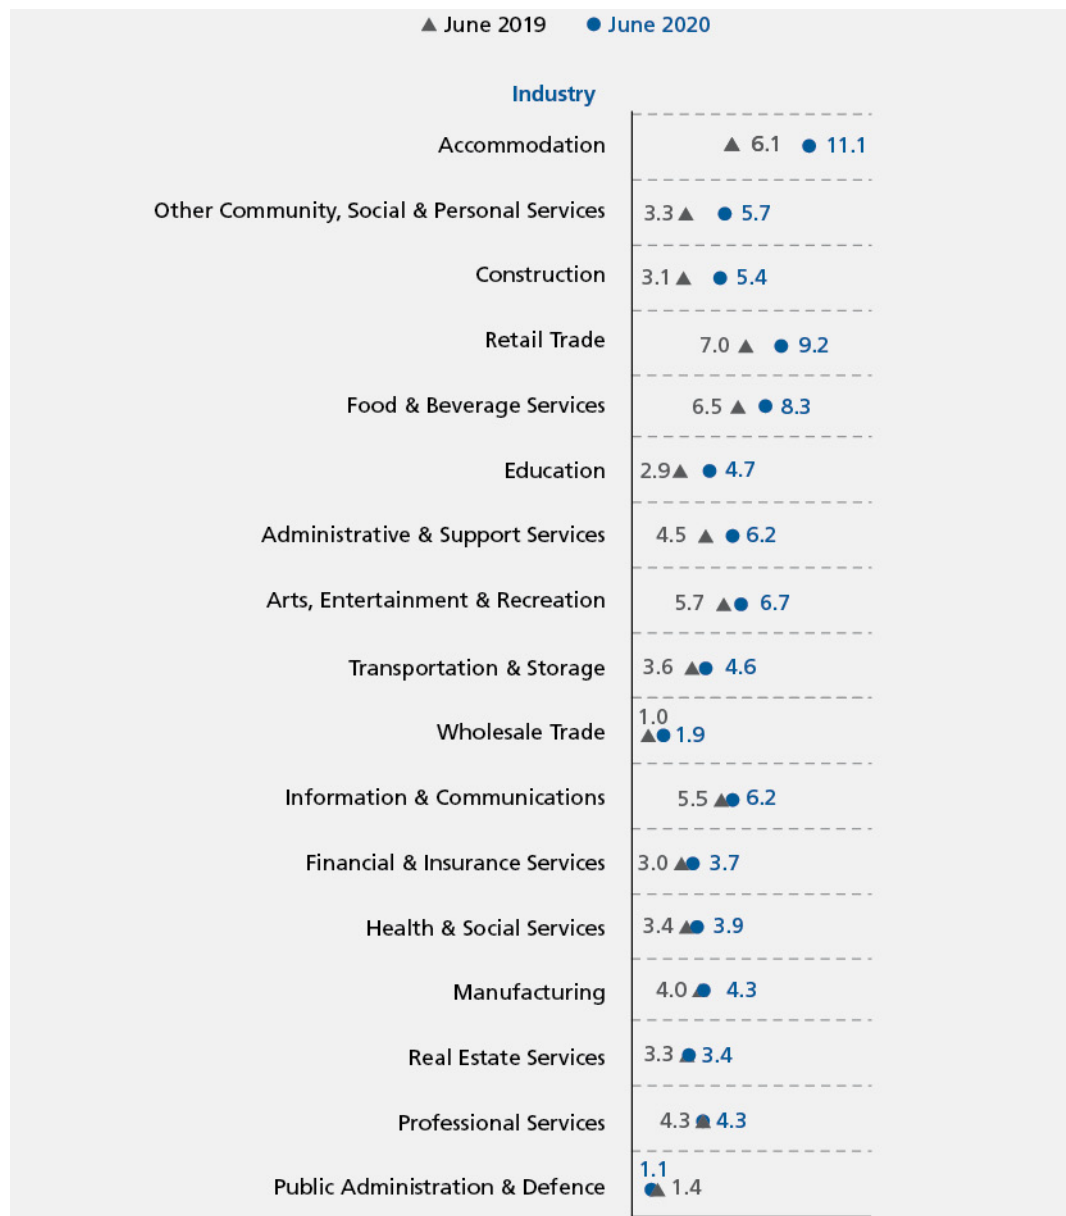 June 2019 June 2020
Industry
Accommodation 6.1 11.1
Other Community, Social & Personal Services 3.3 5.7
Construction 3.1 5.4
Retail Trade 7.0 9.2
Food & Beverage Services 6.5 8.3
Education 2.9 4.7
Administrative & Support Services 4.5 6.2
Arts, Entertainment & Recreation 5.7 6.7
Transportation & Storage 3.6 4.6
1.0
Wholesale Trade 1.9
Information & Communications 5.5 6.2
Financial & Insurance Services 3.0 3.7
Health & Social Services 3.4 3.9
Manufacturing 4.0 4.3
Real Estate Services 3.3 3.4
Professional Services 4.3 4.3
1.1
Public Administration & Defence 1.4